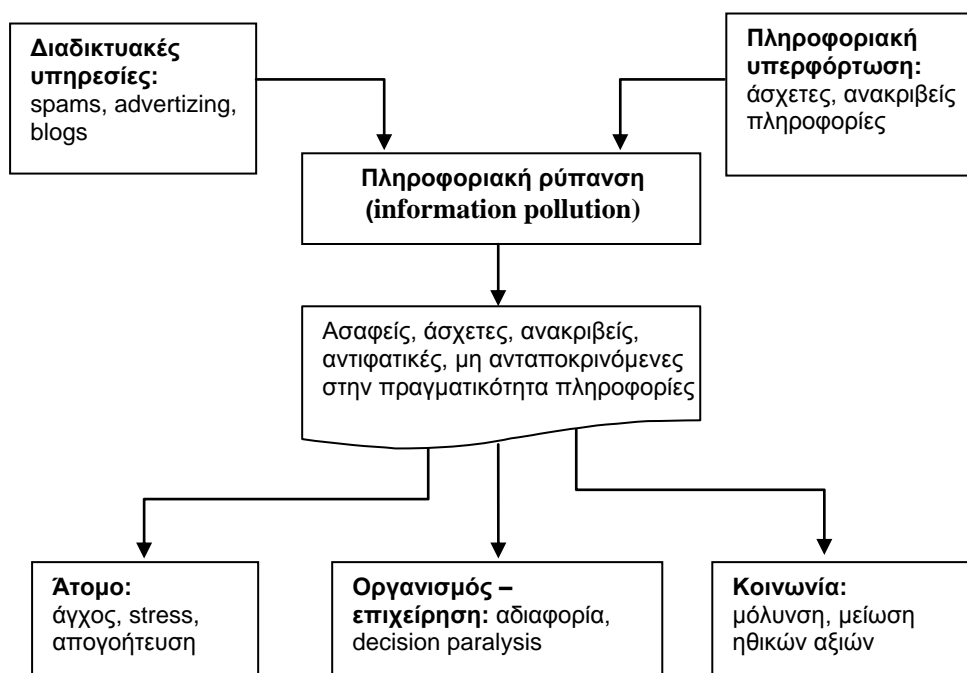 Διαδικτυακές
υπηρεσίες:
spams, advertizing,
blogs
Πληροφοριακή
υπερφόρτωση:
άσχετες, ανακριβείς
πληροφορίες
Πληροφοριακή ρύπανση
(information pollution)
Ασαφείς, άσχετες, ανακριβείς,
αντιφατικές, μη ανταποκρινόμενες
στην πραγματικότητα πληροφορίες
Άτομο:
άγχος, stress,
απογοήτευση
Οργανισμός –
επιχείρηση: αδιαφορία,
decision paralysis
Κοινωνία:
μόλυνση, μείωση
ηθικών αξιών